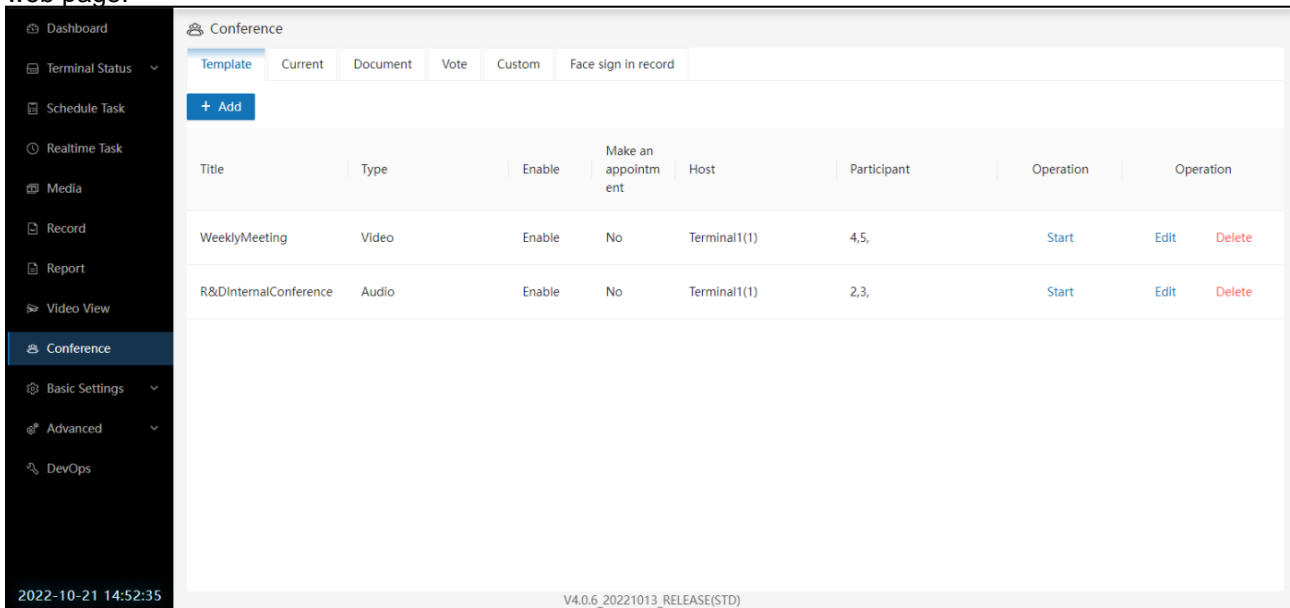 web page.
Dashboard
Terminal Status
Schedule Task
Realtime Task
Media
Record
Report
Video View
Conference
Basic Settings
Advanced
DevOps
2022-10-21 14:52:35
Conference
Template Current Document Vote Custom Face sign in record
+ Add
Title Type Enable Make an appointm ent Host Participant Operation Operation
WeeklyMeeting Video Enable No Terminal1(1) 4,5, Start Edit Delete
R&DInternalConference Audio Enable No Terminal1(1) 2,3, Start Edit Delete
V4.0.6_20221013_RELEASE(STD)